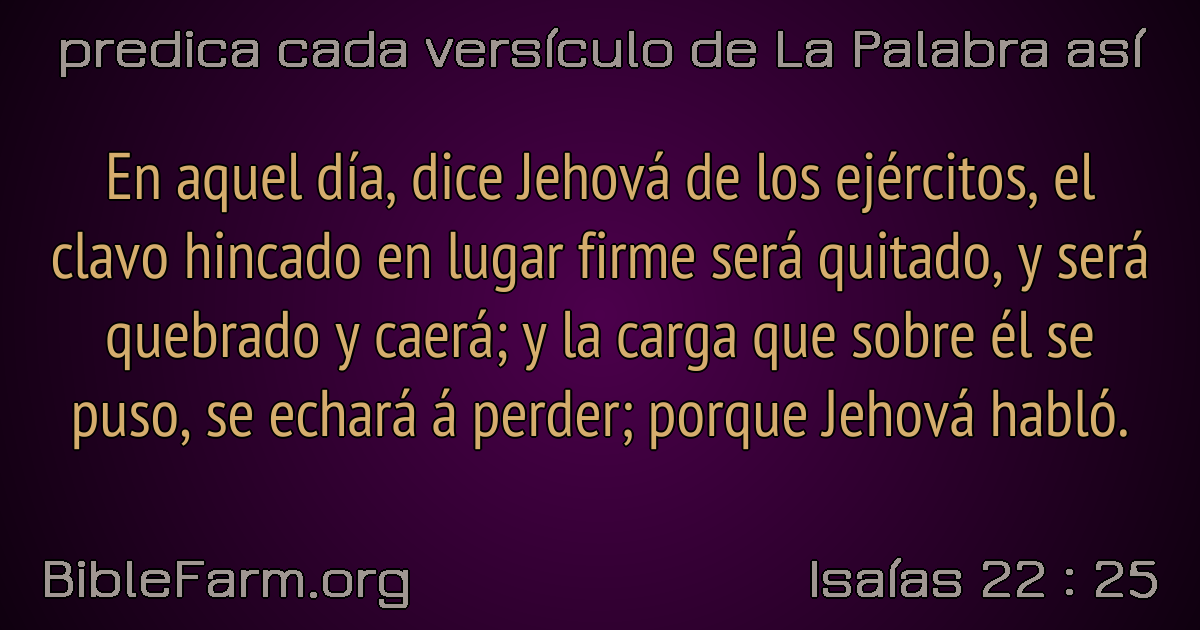 predica cada versículo de La Palabra así
En aquel día, dice Jehová de los ejércitos, el
clavo hincado en lugar firme será quitado, y será
quebrado y caerá; y la carga que sobre él se
puso, se echará á perder; porque Jehová habló.
BibleFarm.org
Isaías 22 : 25